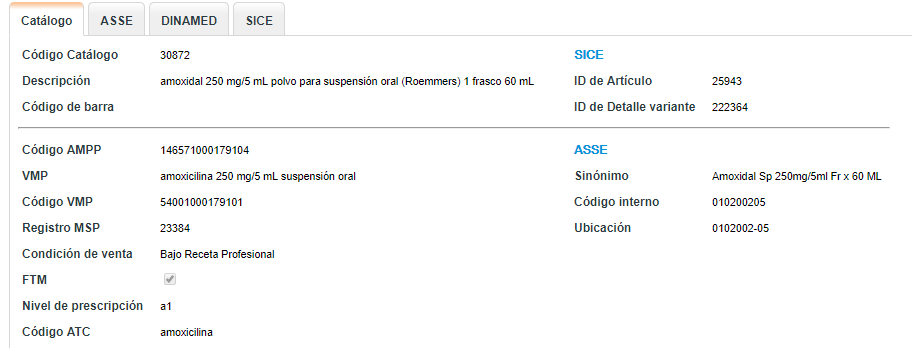 Catálogo ASSE DINAMED SICE
Código Catálogo 30872 SICE
Descripción amoxidal 250 mg/5 mL polvo para suspensión oral (Roemmers) 1 frasco 60 mL ID de Artículo 25943
Código de barra ID de Detalle variante 222364
Código AMPP 146571000179104 ASSE
VMP amoxicilina 250 mg/5 mL suspensión oral Sinónimo Amoxidal Sp 250mg/5ml Fr x 60 ML
Código VMP 54001000179101 Código interno 010200205
Registro MSP 23384 Ubicación 0102002-05
Condición de venta Bajo Receta Profesional
FTM
Nivel de prescripción a1
Código ATC amoxicilina